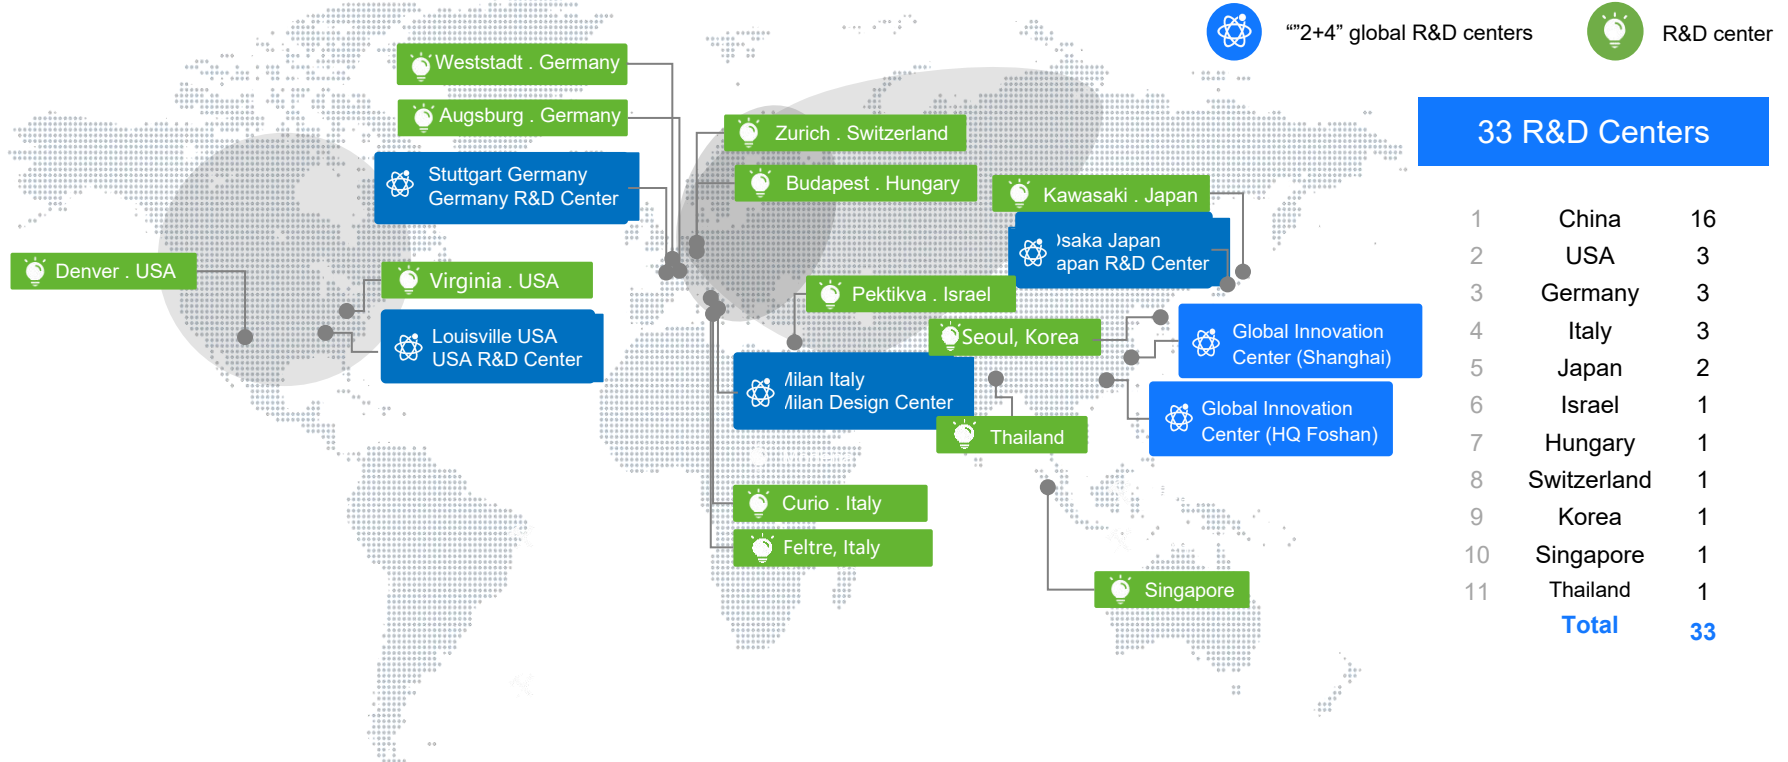 “”2+4” global R&D centers
R&D center
Weststadt . Germany
Augsburg . Germany
Stuttgart Germany
Germany R&D Center
Zurich . Switzerland
Budapest . Hungary
Kawasaki . Japan
Osaka Japan
Japan R&D Center
Denver . USA
Virginia . USA
Louisville USA
USA R&D Center
Pektikva . Israel
Seoul, Korea
Global Innovation
Center (Shanghai)
Milan Italy
Milan Design Center
Global Innovation
Center (HQ Foshan)
Thailand
Curio . Italy
Feltre, Italy
Singapore
33 R&D Centers
1 China 16
2 USA 3
3 Germany 3
4 Italy 3
5 Japan 2
6 Israel 1
7 Hungary 1
8 Switzerland 1
9 Korea 1
10 Singapore 1
11 Thailand 1
Total 33